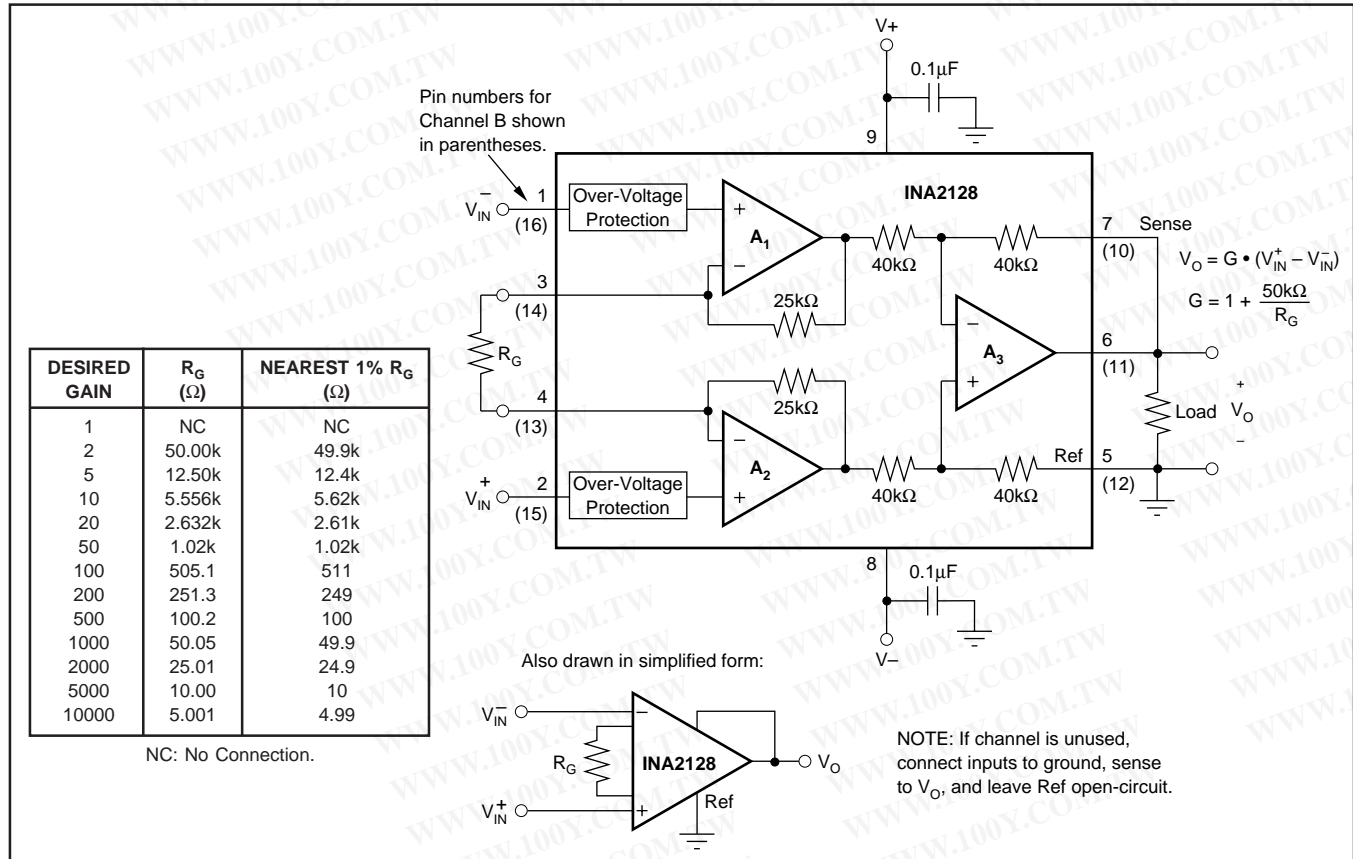 V+
0.1µF
Pin numbers for
Channel B shown
in parentheses.
9
INA2128
V⁻IN
1
(16)
Over-Voltage
Protection
+
A1
−
40kΩ
40kΩ
7
(10)
Sense
VO = G • (V⁺IN – V⁻IN)
G = 1 + 50kΩ
RG
3
(14)
25kΩ
RG
−
A3
+
6
(11)
4
(13)
25kΩ
−
A2
+
+
Load
VO
−
V⁺IN
2
(15)
Over-Voltage
Protection
40kΩ
40kΩ
Ref
5
(12)
8
0.1µF
V–
DESIRED GAIN | RG (Ω) | NEAREST 1% RG (Ω)
1 NC NC
2 50.00k 49.9k
5 12.50k 12.4k
10 5.556k 5.62k
20 2.632k 2.61k
50 1.02k 1.02k
100 505.1 511
200 251.3 249
500 100.2 100
1000 50.05 49.9
2000 25.01 24.9
5000 10.00 10
10000 5.001 4.99
NC: No Connection.
Also drawn in simplified form:
V⁻IN
−
RG
INA2128
VO
V⁺IN
+
Ref
NOTE: If channel is unused,
connect inputs to ground, sense
to VO, and leave Ref open-circuit.
WWW.100Y.COM.TW